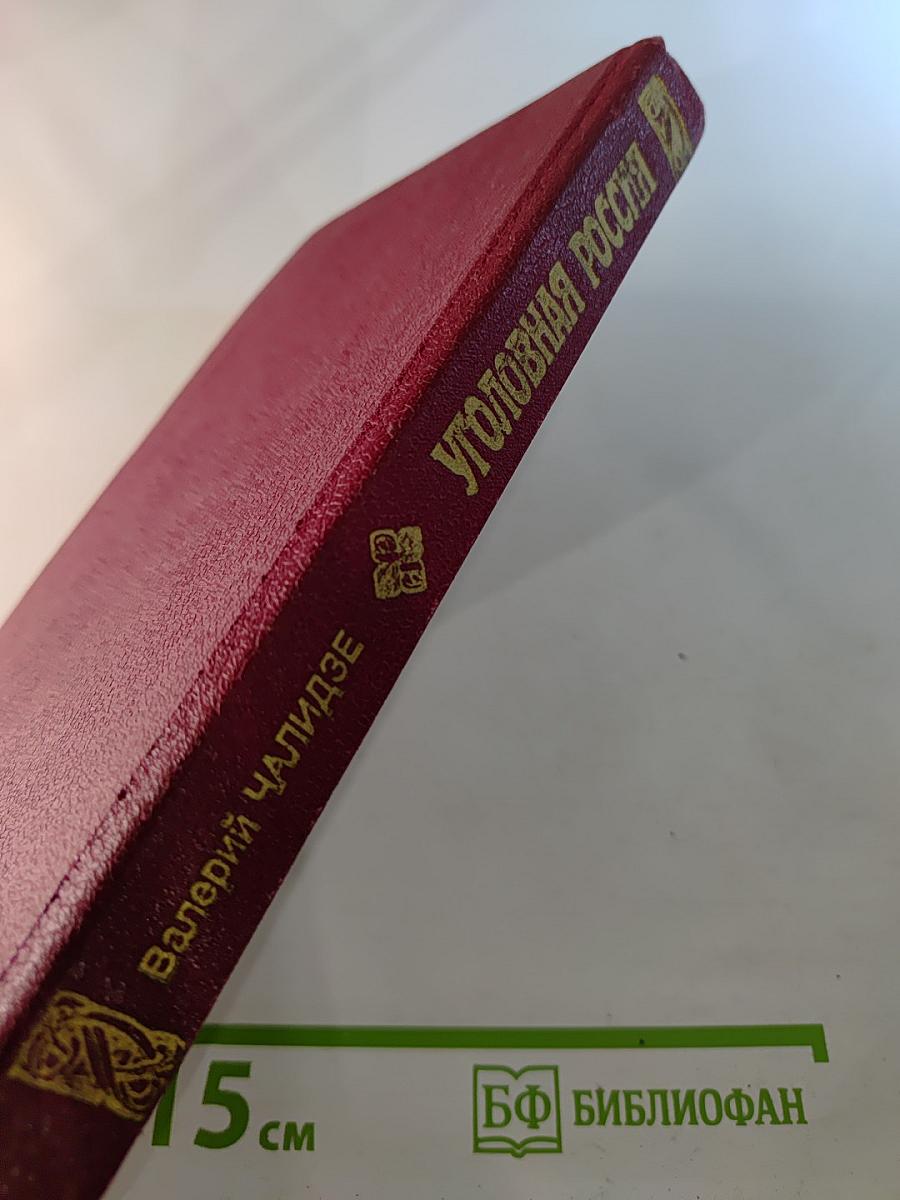 Валерий ЧАЛИДЗЕ
УГОЛОВНАЯ РОССИЯ
15 см
БФ БИБЛИОФАН